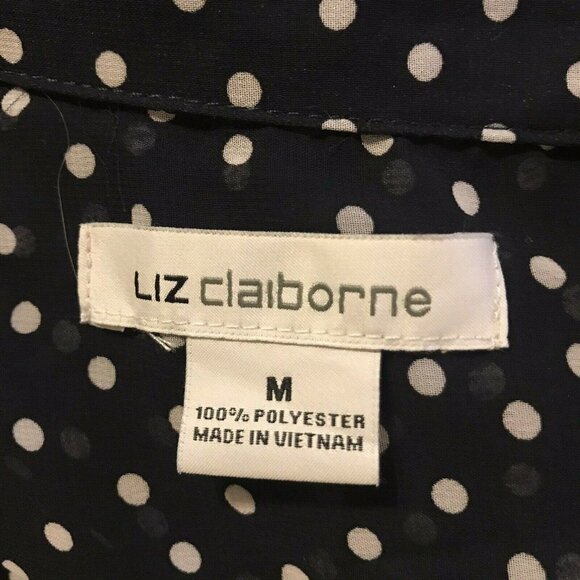 LIZ claiborne
M
100% POLYESTER
MADE IN VIETNAM